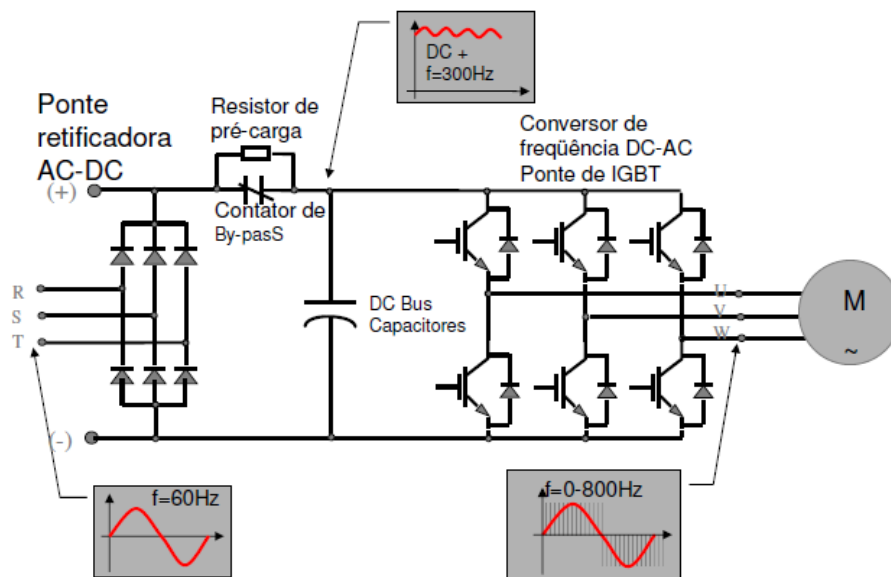 DC +
f=300Hz
Ponte
retificadora
AC-DC
Resistor de
pré-carga
Conversor de
freqüência DC-AC
Ponte de IGBT
(+)
Contator de
By-pasS
R
S
T
DC Bus
Capacitores
U
V
W
M
~
(-)
f=60Hz
f=0-800Hz